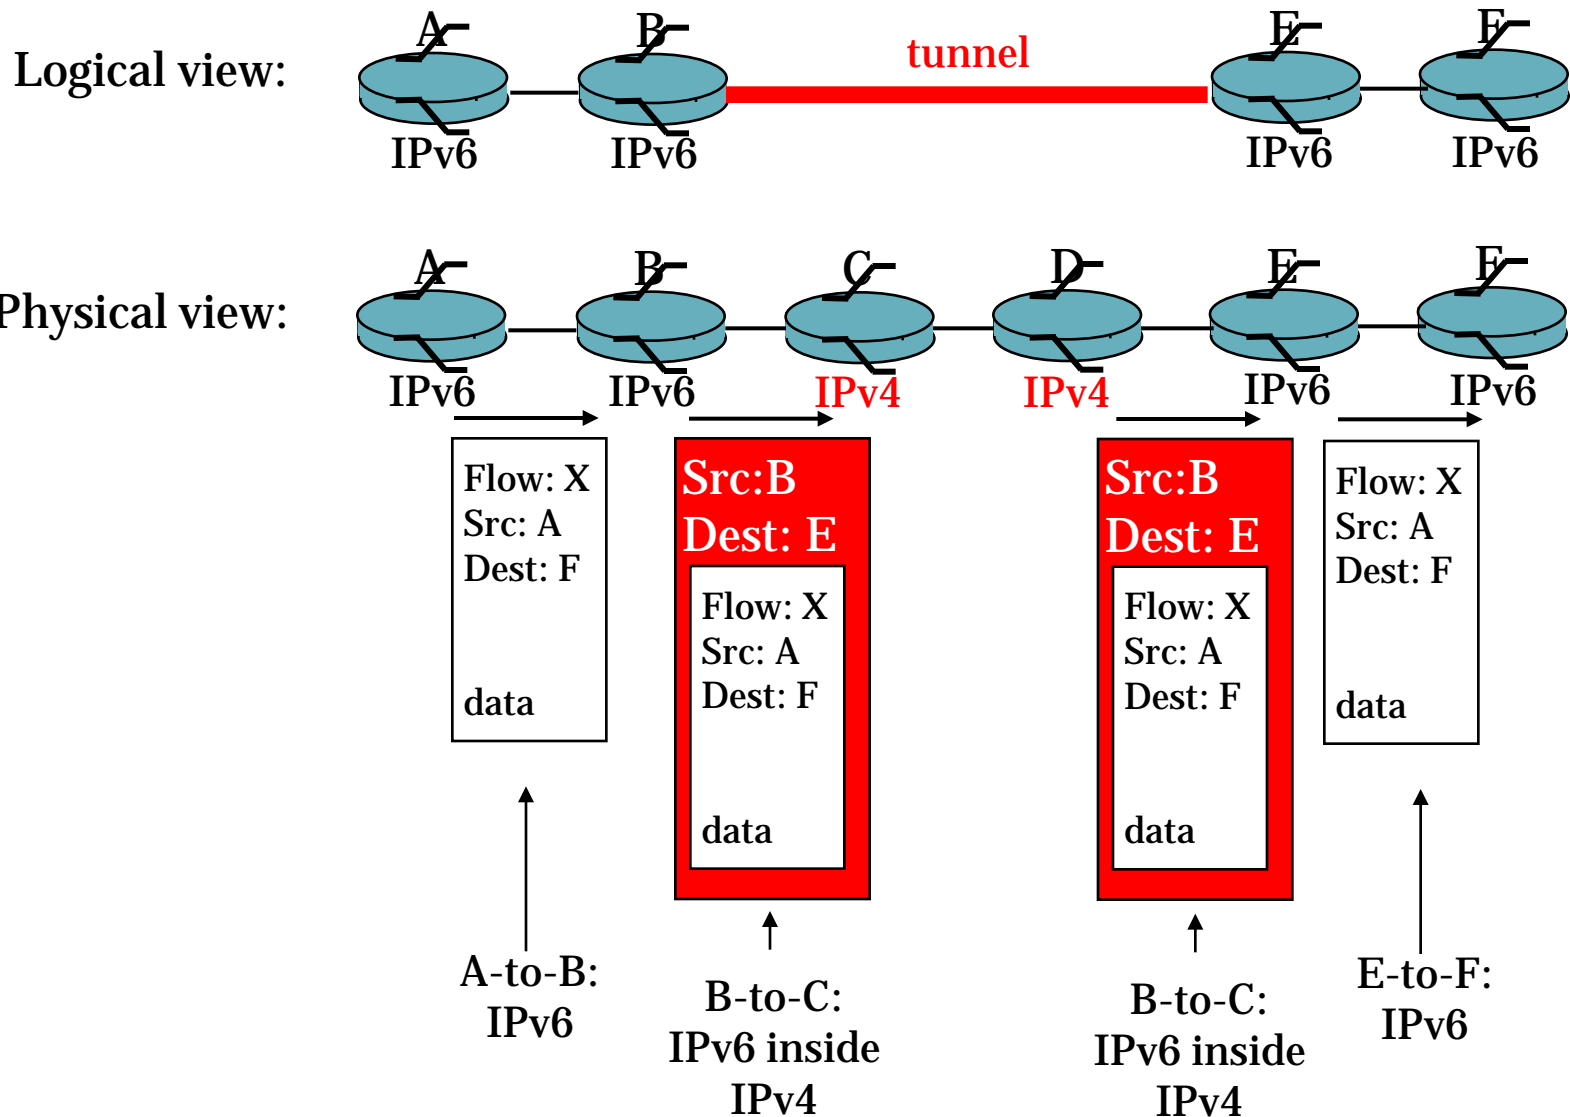 A
B
E
F
Logical view:
tunnel
IPv6
IPv6
IPv6
IPv6
A
B
C
D
E
F
Physical view:
IPv6
IPv6
IPv4
IPv4
IPv6
IPv6
Flow: X
Src: A
Dest: F
data
Src:B
Dest: E
Flow: X
Src: A
Dest: F
data
Src:B
Dest: E
Flow: X
Src: A
Dest: F
data
Flow: X
Src: A
Dest: F
data
A-to-B:
IPv6
B-to-C:
IPv6 inside
IPv4
B-to-C:
IPv6 inside
IPv4
E-to-F:
IPv6